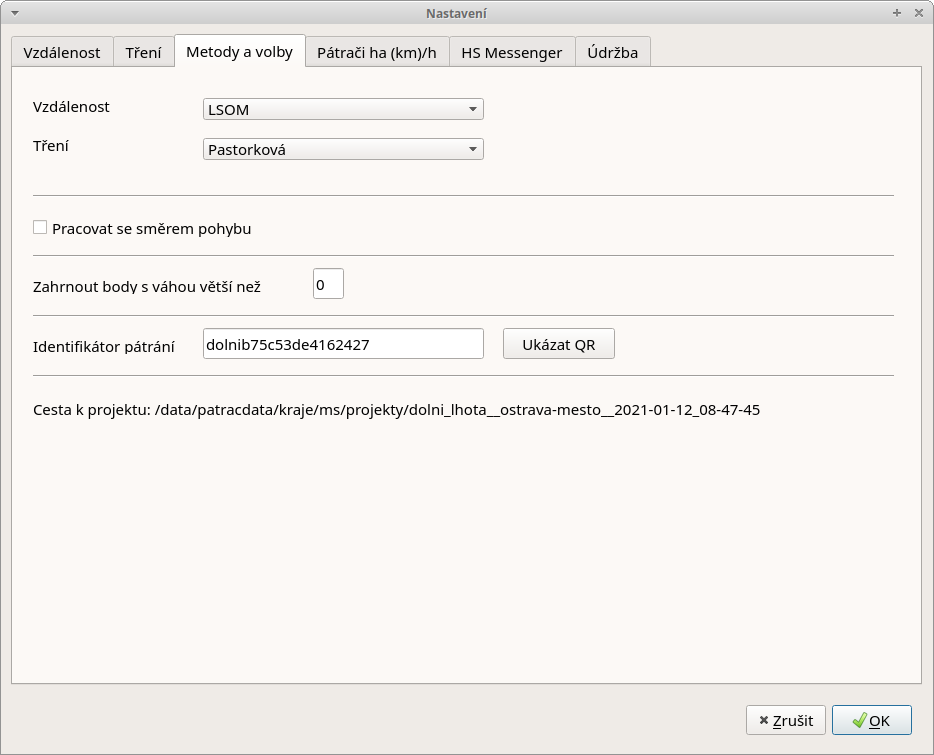 Nastavení
Vzdálenost Tření Metody a volby Pátrači ha (km)/h HS Messenger Údržba
Vzdálenost LSOM
Tření Pastorková
Pracovat se směrem pohybu
Zahrnout body s váhou větší než 0
Identifikátor pátrání dolnib75c53de4162427 Ukázat QR
Cesta k projektu: /data/patracdata/kraje/ms/projekty/dolni_lhota__ostrava-mesto__2021-01-12_08-47-45
Zrušit OK